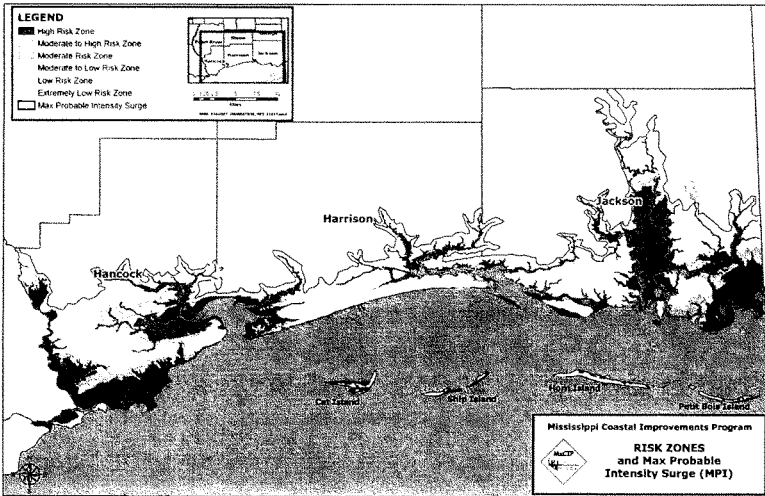 LEGEND
High Risk Zone
Moderate to High Risk Zone
Moderate Risk Zone
Moderate to Low Risk Zone
Low Risk Zone
Extremely Low Risk Zone
Max Probable Intensity Surge
Miles
Hancock
Harrison
Jackson
Cat Island
Ship Island
Horn Island
Petit Bois Island
Mississippi Coastal Improvements Program
MsCIP
RISK ZONES
and Max Probable
Intensity Surge (MPI)